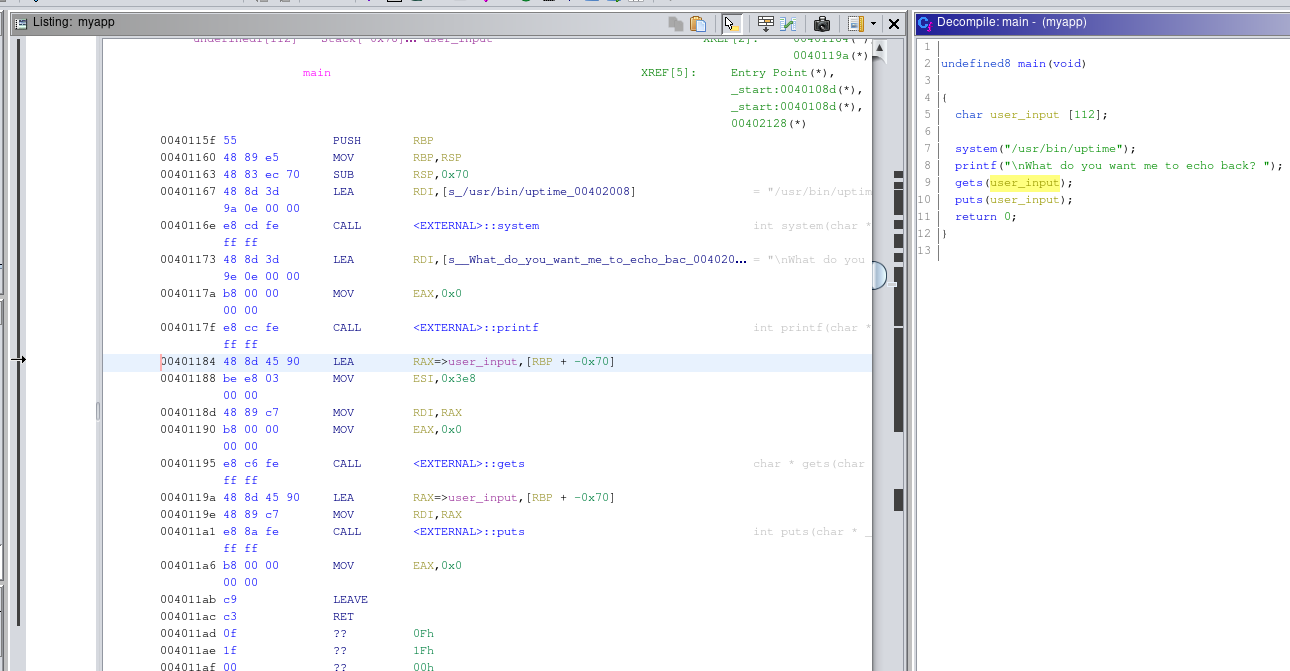 Listing: myapp
undefined1[112] Stack[-0x70]... user_input XREF[2]: 00401184(*),
0040119a(*)
main XREF[5]: Entry Point(*),
_start:0040108d(*),
_start:0040108d(*),
00402128(*)
0040115f 55 PUSH RBP
00401160 48 89 e5 MOV RBP,RSP
00401163 48 83 ec 70 SUB RSP,0x70
00401167 48 8d 3d LEA RDI,[s_/usr/bin/uptime_00402008] = "/usr/bin/uptim
9a 0e 00 00
0040116e e8 cd fe CALL <EXTERNAL>::system int system(char *
ff ff
00401173 48 8d 3d LEA RDI,[s__What_do_you_want_me_to_echo_bac_004020... = "\nWhat do you
9e 0e 00 00
0040117a b8 00 00 MOV EAX,0x0
00 00
0040117f e8 cc fe CALL <EXTERNAL>::printf int printf(char *
ff ff
00401184 48 8d 45 90 LEA RAX=>user_input,[RBP + -0x70]
00401188 be e8 03 MOV ESI,0x3e8
00 00
0040118d 48 89 c7 MOV RDI,RAX
00401190 b8 00 00 MOV EAX,0x0
00 00
00401195 e8 c6 fe CALL <EXTERNAL>::gets char * gets(char
ff ff
0040119a 48 8d 45 90 LEA RAX=>user_input,[RBP + -0x70]
0040119e 48 89 c7 MOV RDI,RAX
004011a1 e8 8a fe CALL <EXTERNAL>::puts int puts(char * _
ff ff
004011a6 b8 00 00 MOV EAX,0x0
00 00
004011ab c9 LEAVE
004011ac c3 RET
004011ad 0f ?? 0Fh
004011ae 1f ?? 1Fh
004011af 00 ?? 00h
Decompile: main - (myapp)
1
2 undefined8 main(void)
3
4 {
5 char user_input [112];
6
7 system("/usr/bin/uptime");
8 printf("\nWhat do you want me to echo back? ");
9 gets(user_input);
10 puts(user_input);
11 return 0;
12 }
13